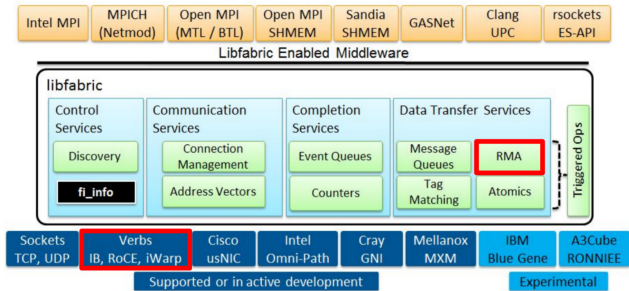 Intel MPI
MPICH
(Netmod)
Open MPI
(MTL / BTL)
Open MPI
SHMEM
Sandia
SHMEM
GASNet
Clang
UPC
rsockets
ES-API
Libfabric Enabled Middleware
libfabric
Control
Services
Discovery
fi_info
Communication
Services
Connection
Management
Address Vectors
Completion
Services
Event Queues
Counters
Data Transfer Services
Message
Queues
RMA
Tag
Matching
Atomics
Triggered Ops
Sockets
TCP, UDP
Verbs
IB, RoCE, iWarp
Cisco
usNIC
Intel
Omni-Path
Cray
GNI
Mellanox
MXM
IBM
Blue Gene
A3Cube
RONNIEE
Supported or in active development
Experimental